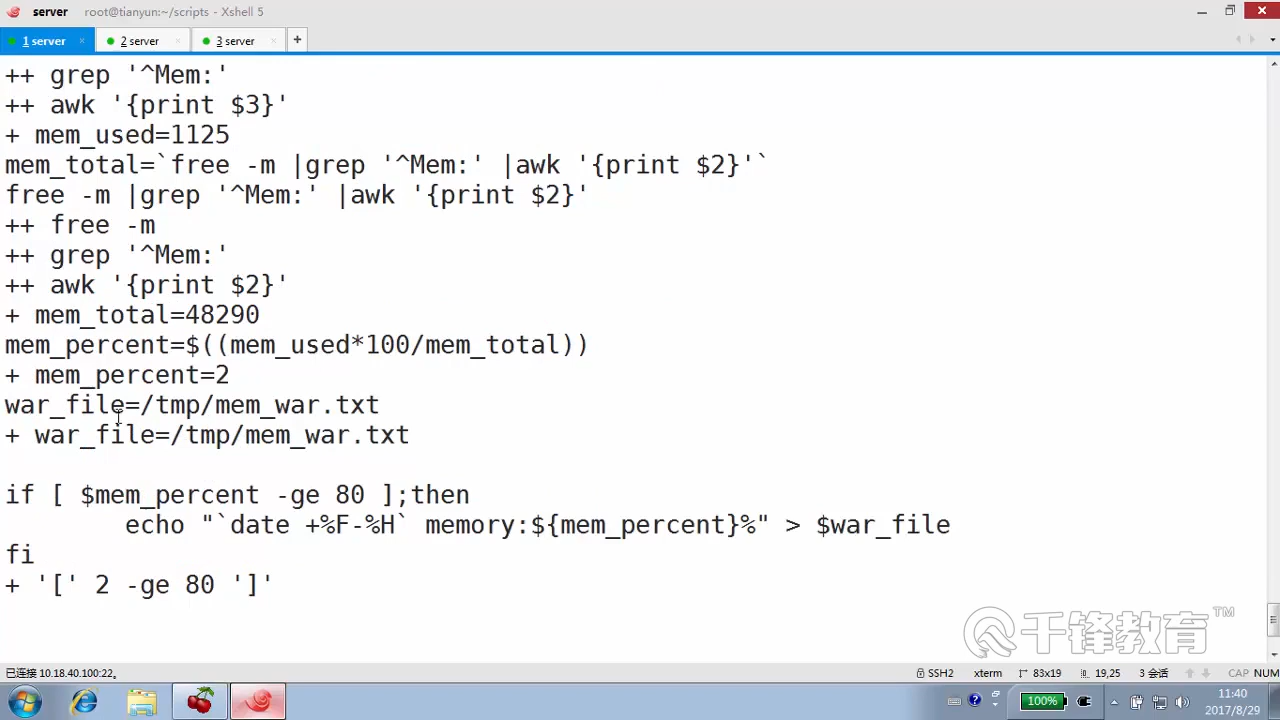 server root@tianyun:~/scripts - Xshell 5
1 server × 2 server × 3 server × +
++ grep '^Mem:'
++ awk '{print $3}'
+ mem_used=1125
mem_total=`free -m |grep '^Mem:' |awk '{print $2}'`
free -m |grep '^Mem:' |awk '{print $2}'
++ free -m
++ grep '^Mem:'
++ awk '{print $2}'
+ mem_total=48290
mem_percent=$((mem_used*100/mem_total))
+ mem_percent=2
war_file=/tmp/mem_war.txt
+ war_file=/tmp/mem_war.txt
if [ $mem_percent -ge 80 ];then
echo "`date +%F-%H` memory:${mem_percent}%" > $war_file
fi
+ '[' 2 -ge 80 ']'
千锋教育™
已连接 10.18.40.100:22。 SSH2 xterm 83x19 19,25 3 会话 CAP NUM
100% 11:40
2017/8/29